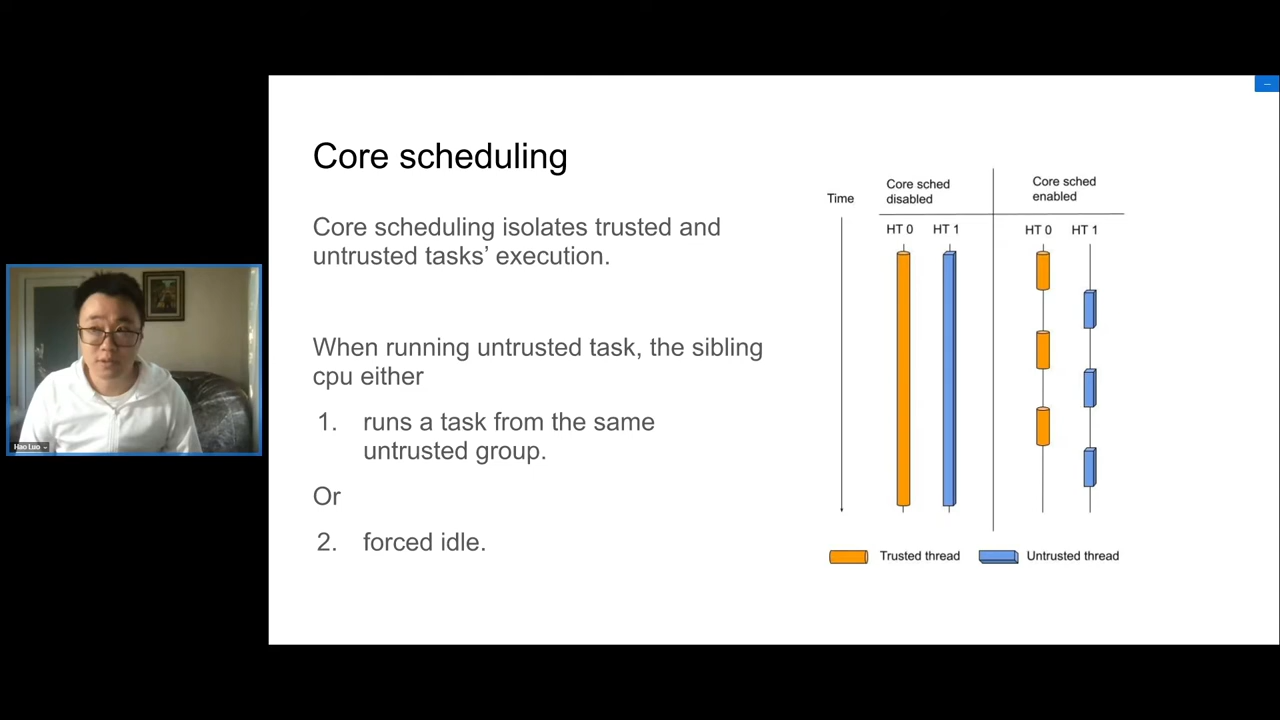 Core scheduling
Core scheduling isolates trusted and
untrusted tasks’ execution.
When running untrusted task, the sibling
cpu either
1. runs a task from the same
untrusted group.
Or
2. forced idle.
Time
Core sched
disabled
HT 0 HT 1
Core sched
enabled
HT 0 HT 1
Trusted thread
Untrusted thread
Hao Luo